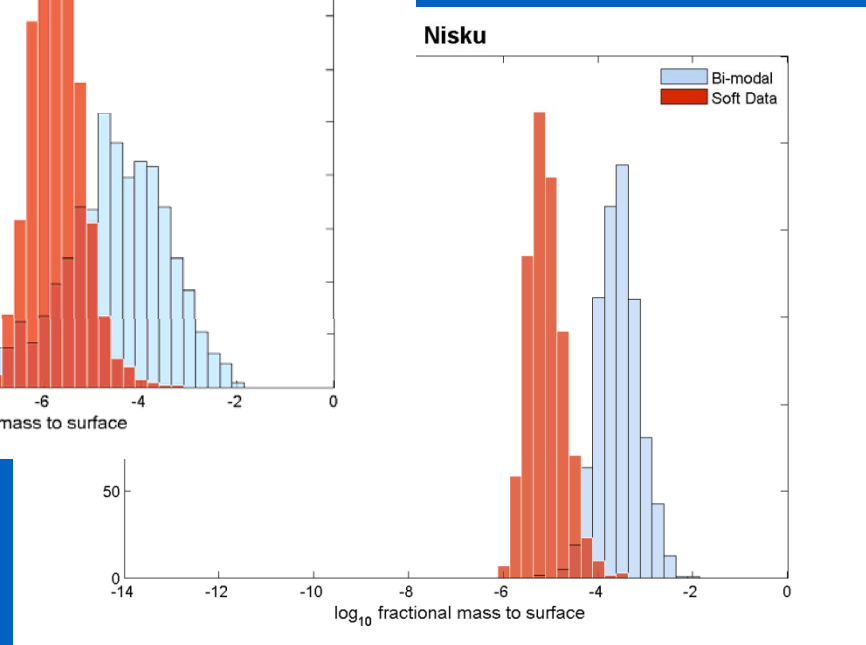 Nisku
Bi-modal
Soft Data
-6 -4 -2 0
mass to surface
50
0
-14 -12 -10 -8 -6 -4 -2 0
log10 fractional mass to surface